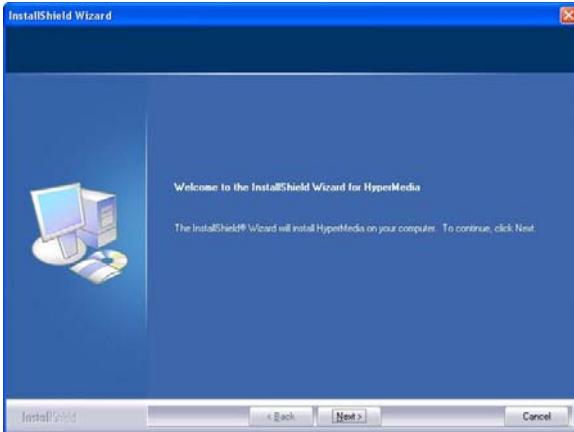 InstallShield Wizard
Welcome to the InstallShield Wizard for HyperMedia
The InstallShield® Wizard will install HyperMedia on your computer. To continue, click Next.
InstallShield
< Back
Next >
Cancel